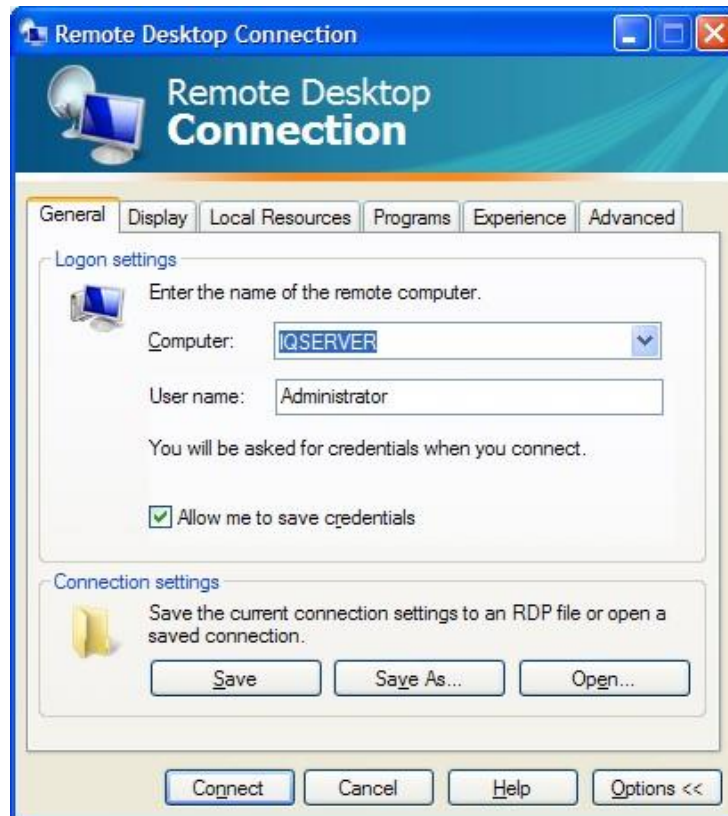 Remote Desktop Connection
Remote Desktop
Connection
General Display Local Resources Programs Experience Advanced
Logon settings
Enter the name of the remote computer.
Computer: IQSERVER
User name: Administrator
You will be asked for credentials when you connect.
Allow me to save credentials
Connection settings
Save the current connection settings to an RDP file or open a
saved connection.
Save Save As... Open...
Connect Cancel Help Options <<